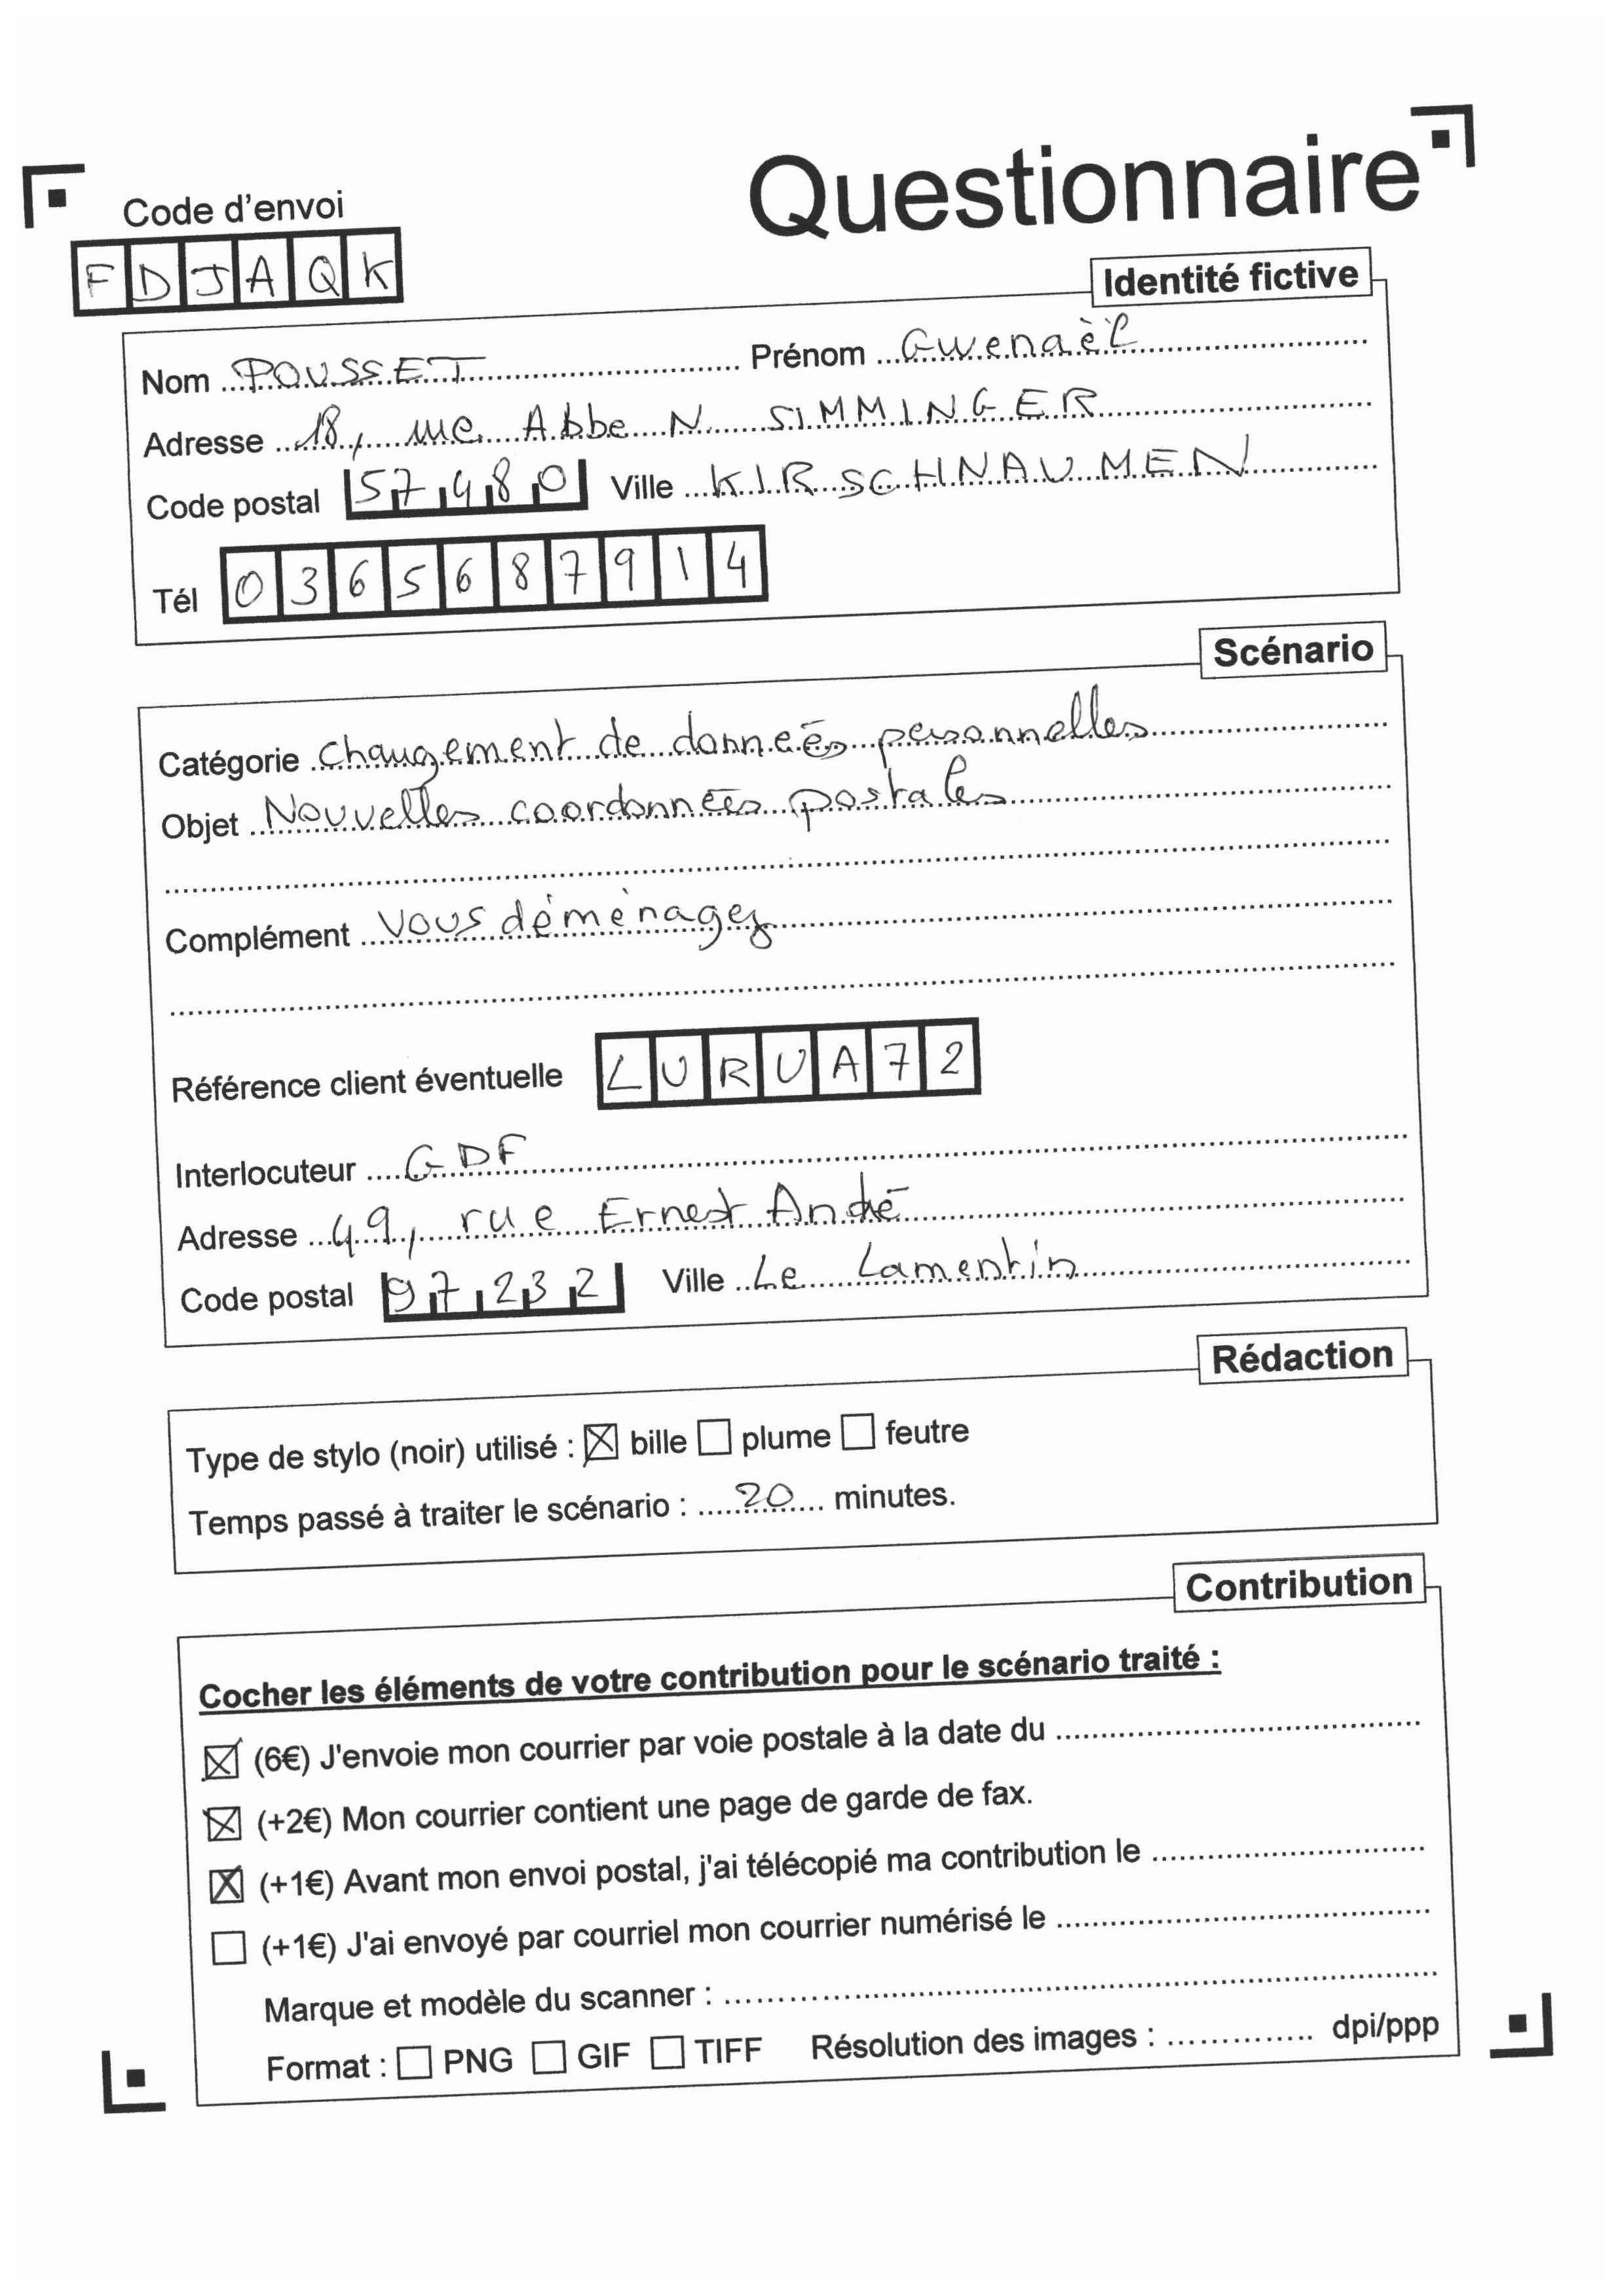 Questionnaire
Code d'envoi
FDJAQK
Identité fictive
Nom POUSSET Prénom Gwenaël
Adresse 18, rue Abbe N. SIMMINGER
Code postal 57480 Ville KIRSCHNAUMEN
Tél 0365687914
Scénario
Catégorie changement de données personnelles
Objet Nouvelles coordonnées postales
Complément Vous déménagez
Référence client éventuelle LURUA72
Interlocuteur GDF
Adresse 49, rue Ernest André
Code postal 97232 Ville Le Lamentin
Rédaction
Type de stylo (noir) utilisé : ☒ bille ☐ plume ☐ feutre
Temps passé à traiter le scénario : 20 minutes.
Contribution
Cocher les éléments de votre contribution pour le scénario traité :
☒ (6€) J'envoie mon courrier par voie postale à la date du
☒ (+2€) Mon courrier contient une page de garde de fax.
☒ (+1€) Avant mon envoi postal, j'ai télécopié ma contribution le
☐ (+1€) J'ai envoyé par courriel mon courrier numérisé le
Marque et modèle du scanner :
Format : ☐ PNG ☐ GIF ☐ TIFF Résolution des images : dpi/ppp